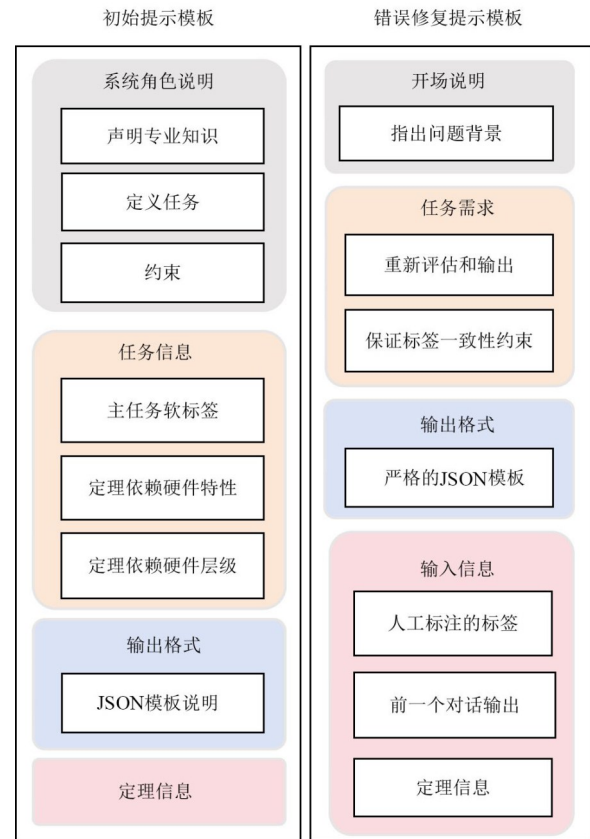 初始提示模板
系统角色说明
声明专业知识
定义任务
约束
任务信息
主任务软标签
定理依赖硬件特性
定理依赖硬件层级
输出格式
JSON模板说明
定理信息
错误修复提示模板
开场说明
指出问题背景
任务需求
重新评估和输出
保证标签一致性约束
输出格式
严格的JSON模板
输入信息
人工标注的标签
前一个对话输出
定理信息